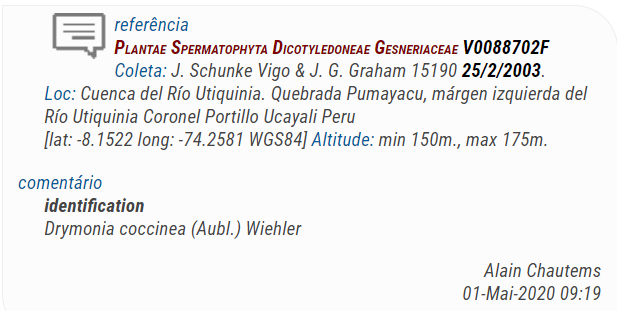 referência
Plantae Spermatophyta Dicotyledoneae Gesneriaceae V0088702F
Coleta: J. Schunke Vigo & J. G. Graham 15190 25/2/2003.
Loc: Cuenca del Río Utiquinia. Quebrada Pumayacu, márgen izquierda del
Río Utiquinia Coronel Portillo Ucayali Peru
[lat: -8.1522 long: -74.2581 WGS84] Altitude: min 150m., max 175m.
comentário
identification
Drymonia coccinea (Aubl.) Wiehler
Alain Chautems
01-Mai-2020 09:19